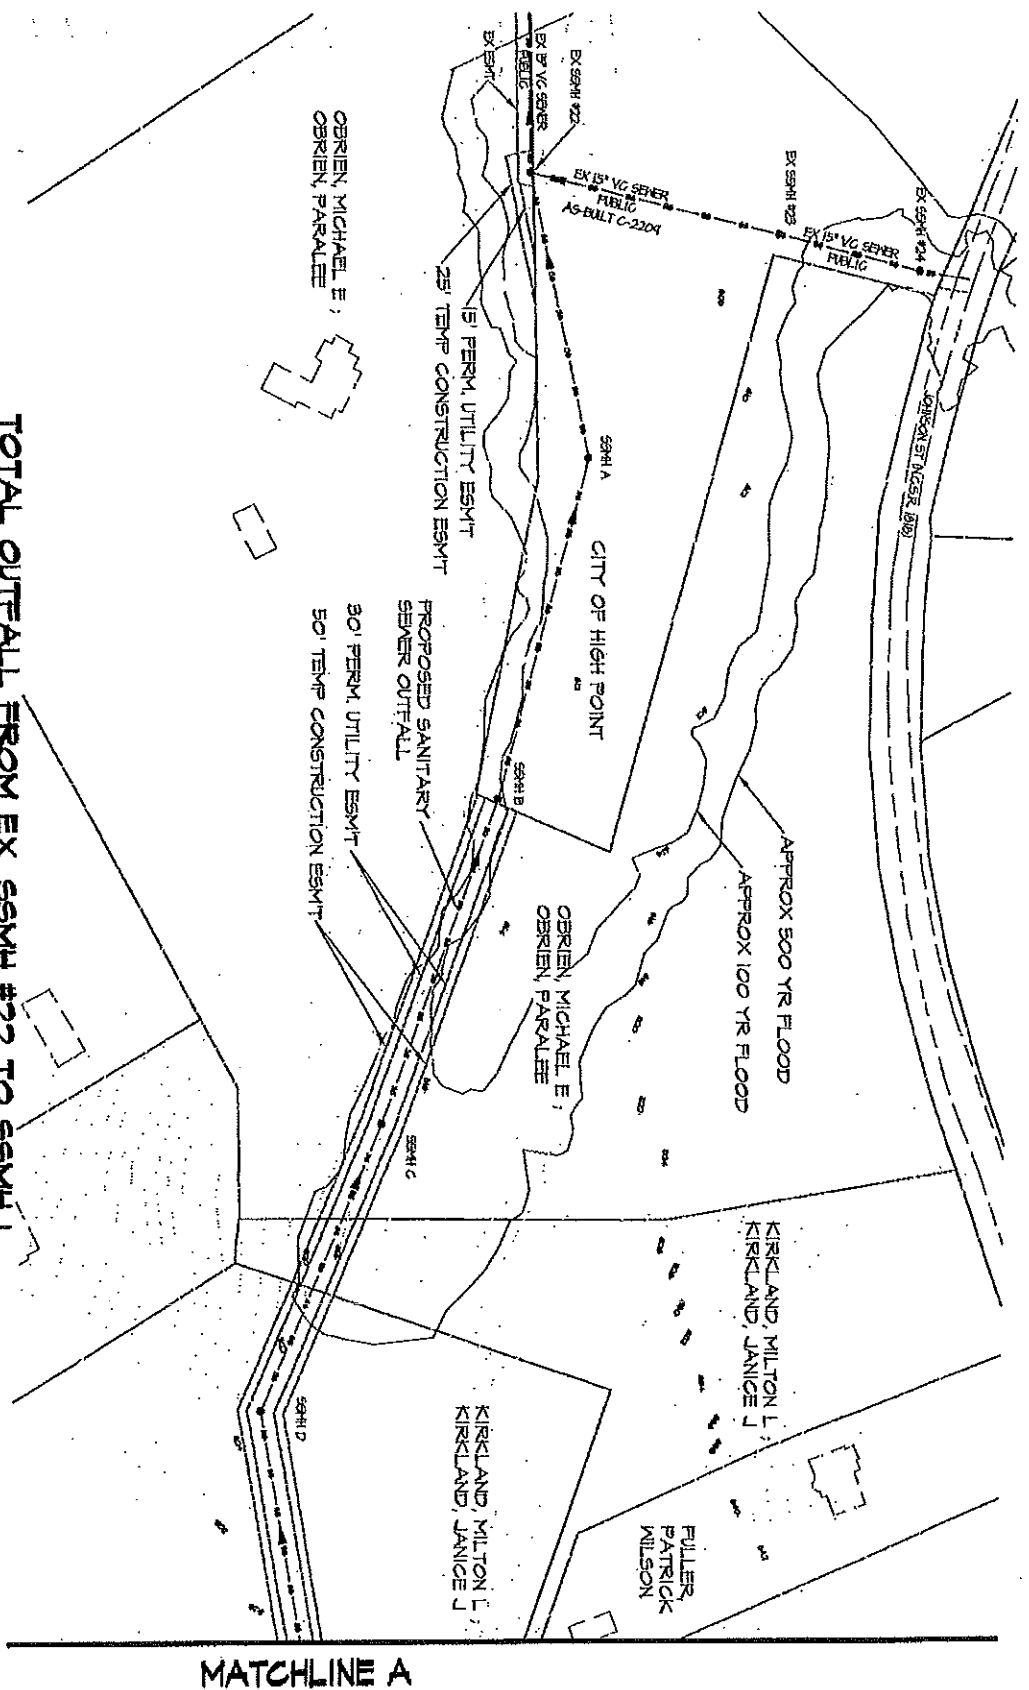 EX SSMH #22
EX 15" VC SEWER
PUBLIC
EX ESMT
EX 15" VC SEWER
PUBLIC
AS-BUILT C-2209
EX SSMH #23
EX 15" VC SEWER
PUBLIC
EX SSMH #24
JOHNSON ST
OBRIEN, MICHAEL E ;
OBRIEN, PARALEE
15' PERM. UTILITY ESMT
25' TEMP CONSTRUCTION ESMT
SSMH A
CITY OF HIGH POINT
PROPOSED SANITARY
SEWER OUTFALL
30' PERM. UTILITY ESMT
50' TEMP CONSTRUCTION ESMT
SSMH B
APPROX 500 YR FLOOD
APPROX 100 YR FLOOD
OBRIEN, MICHAEL E ;
OBRIEN, PARALEE
SSMH C
KIRKLAND, MILTON L ;
KIRKLAND, JANICE J
SSMH D
KIRKLAND, MILTON L ;
KIRKLAND, JANICE J
FULLER,
PATRICK
WILSON
TOTAL OUTFALL FROM EX SSMH #22 TO SSMH
MATCHLINE A